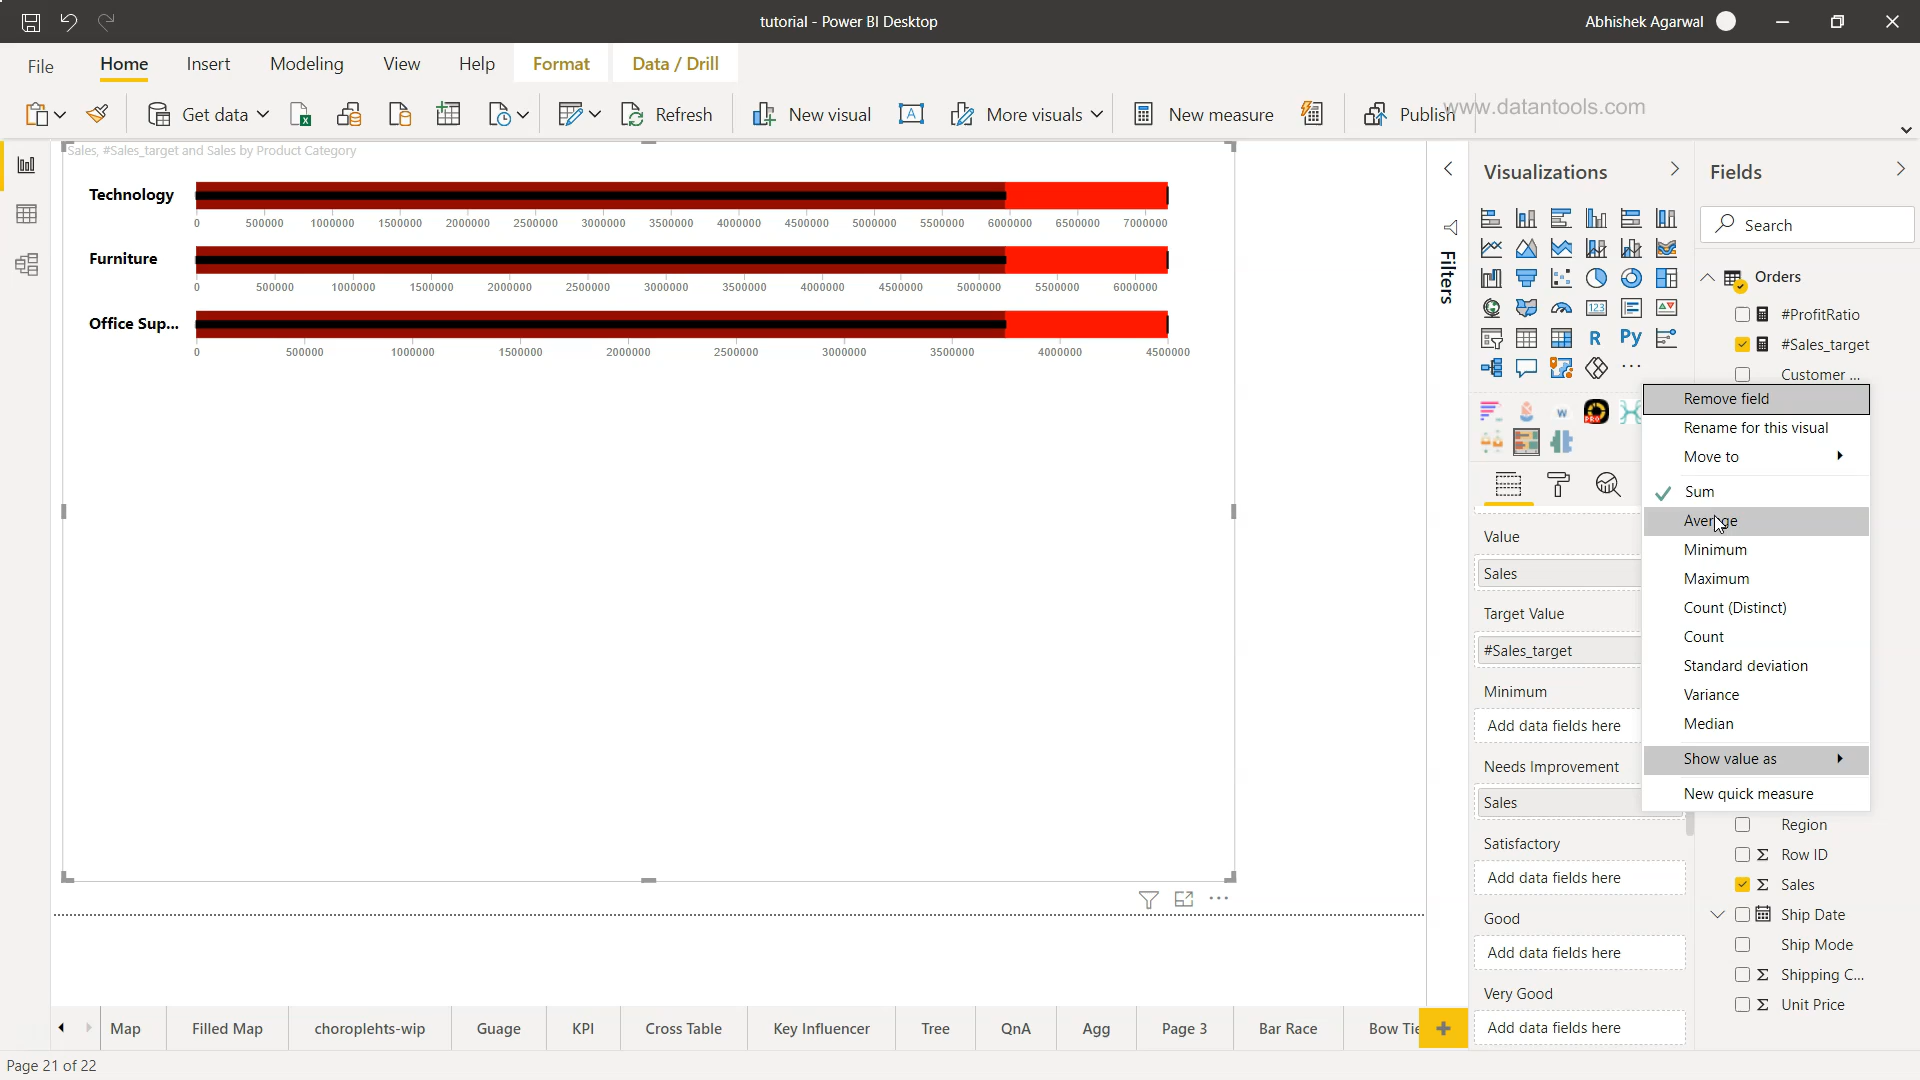 tutorial - Power BI Desktop
Abhishek Agarwal
File Home Insert Modeling View Help Format Data / Drill
Get data Refresh New visual More visuals New measure Publish
www.datantools.com
Sales, #Sales_target and Sales by Product Category
Technology
0 500000 1000000 1500000 2000000 2500000 3000000 3500000 4000000 4500000 5000000 5500000 6000000 6500000 7000000
Furniture
0 500000 1000000 1500000 2000000 2500000 3000000 3500000 4000000 4500000 5000000 5500000 6000000
Office Sup...
0 500000 1000000 1500000 2000000 2500000 3000000 3500000 4000000 4500000
Filters
Visualizations
R Py
123
W
PRO
Value
Sales
Target Value
#Sales_target
Minimum
Add data fields here
Needs Improvement
Sales
Satisfactory
Add data fields here
Good
Add data fields here
Very Good
Add data fields here
Remove field
Rename for this visual
Move to
Sum
Average
Minimum
Maximum
Count (Distinct)
Count
Standard deviation
Variance
Median
Show value as
New quick measure
Fields
Search
Orders
#ProfitRatio
#Sales_target
Customer ...
Region
Row ID
Sales
Ship Date
Ship Mode
Shipping C...
Unit Price
Map Filled Map choroplehts-wip Guage KPI Cross Table Key Influencer Tree QnA Agg Page 3 Bar Race Bow Tie
Page 21 of 22